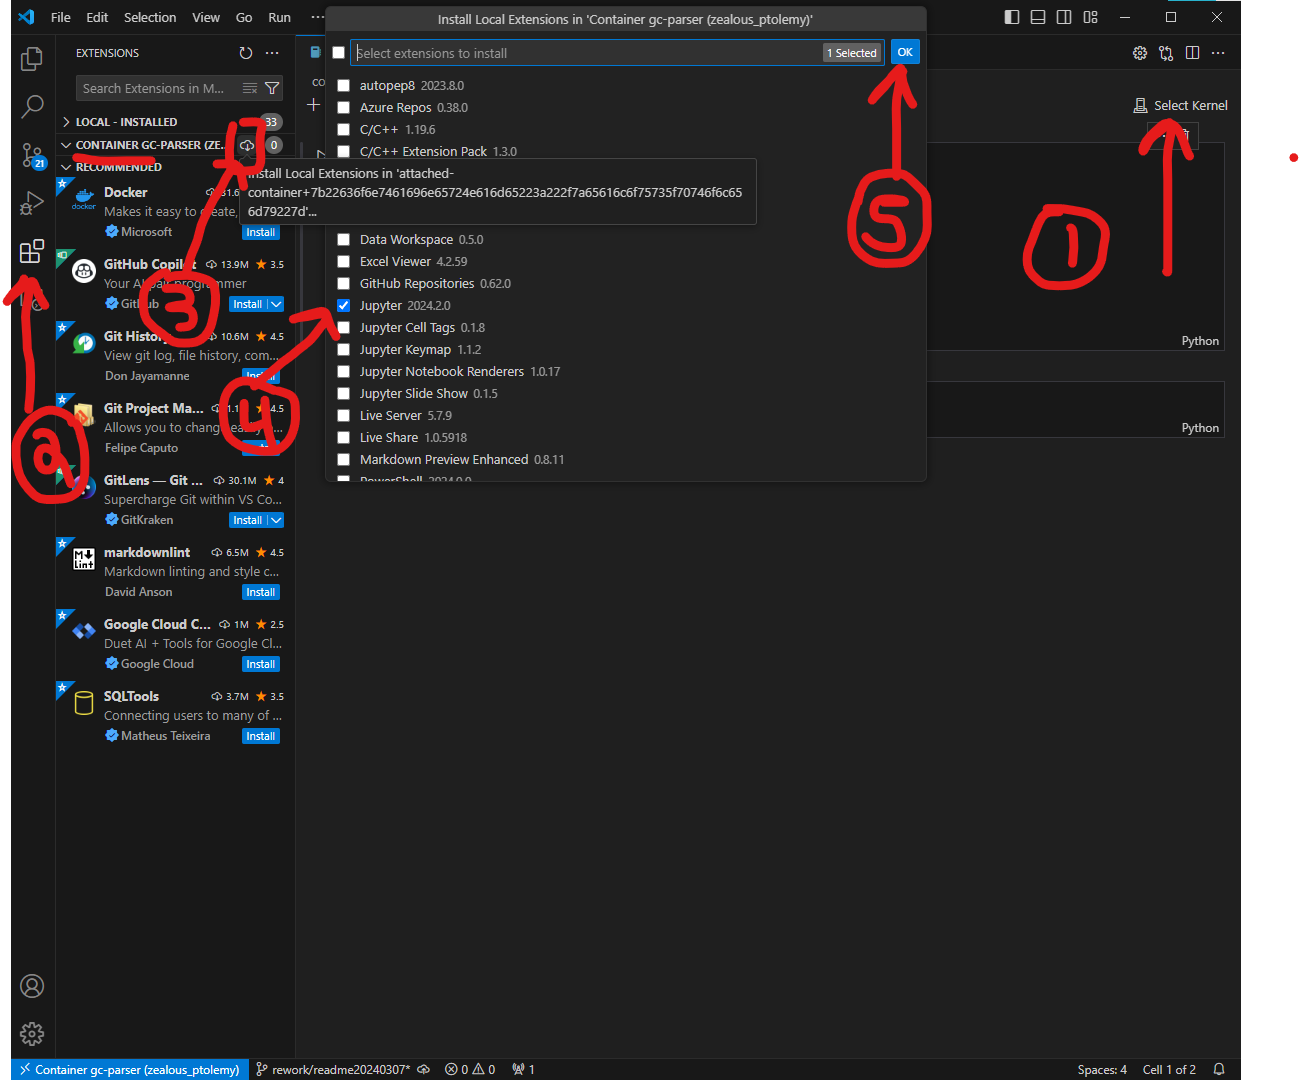 File Edit Selection View Go Run ···
Install Local Extensions in 'Container gc-parser (zealous_ptolemy)'
EXTENSIONS
Select extensions to install
1 Selected
OK
Search Extensions in M...
LOCAL - INSTALLED
33
CONTAINER GC-PARSER (ZE...
0
RECOMMENDED
Docker
Makes it easy to create,
Microsoft
Install
GitHub Copilot 13.9M 3.5
Your AI pair programmer
GitHub
Install
Git History 10.6M 4.5
View git log, file history, com...
Don Jayamanne
Install
Git Project Ma... 1.1 4.5
Allows you to change easily
Felipe Caputo
GitLens — Git ... 30.1M 4
Supercharge Git within VS Co...
GitKraken
Install
markdownlint 6.5M 4.5
Markdown linting and style c...
David Anson
Install
Google Cloud C... 1M 2.5
Duet AI + Tools for Google Cl...
Google Cloud
Install
SQLTools 3.7M 3.5
Connecting users to many of ...
Matheus Teixeira
Install
21
CO
autopep8 2023.8.0
Azure Repos 0.38.0
C/C++ 1.19.6
C/C++ Extension Pack 1.3.0
Install Local Extensions in 'attached-
container+7b22636f6e7461696e65724e616d65223a222f7a65616c6f75735f70746f6c65
6d79227d'...
Data Workspace 0.5.0
Excel Viewer 4.2.59
GitHub Repositories 0.62.0
Jupyter 2024.2.0
Jupyter Cell Tags 0.1.8
Jupyter Keymap 1.1.2
Jupyter Notebook Renderers 1.0.17
Jupyter Slide Show 0.1.5
Live Server 5.7.9
Live Share 1.0.5918
Markdown Preview Enhanced 0.8.11
PowerShell 2024.0.0
Select Kernel
Python
Python
1
2
3
4
5
Container gc-parser (zealous_ptolemy)
rework/readme20240307*
0 0
1
Spaces: 4
Cell 1 of 2